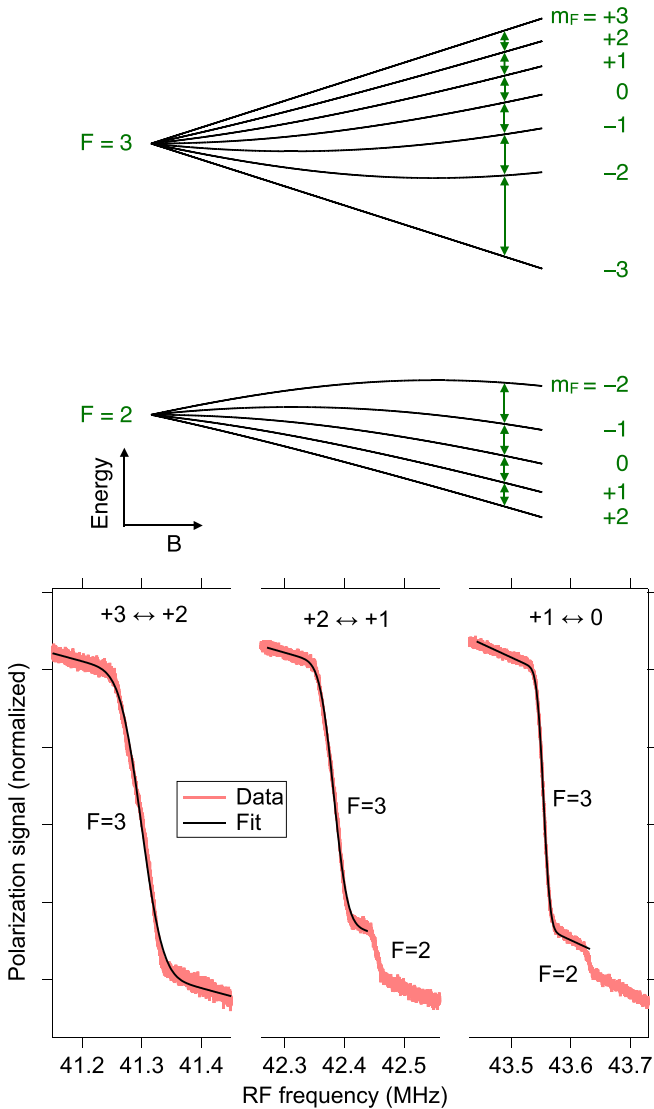 m_F = +3
+2
+1
0
−1
−2
−3
F = 3
F = 2
m_F = −2
−1
0
+1
+2
Energy
B
+3 ↔ +2
+2 ↔ +1
+1 ↔ 0
Polarization signal (normalized)
F=3
Data
Fit
F=3
F=2
F=3
F=2
41.2 41.3 41.4 42.3 42.4 42.5 43.5 43.6 43.7
RF frequency (MHz)